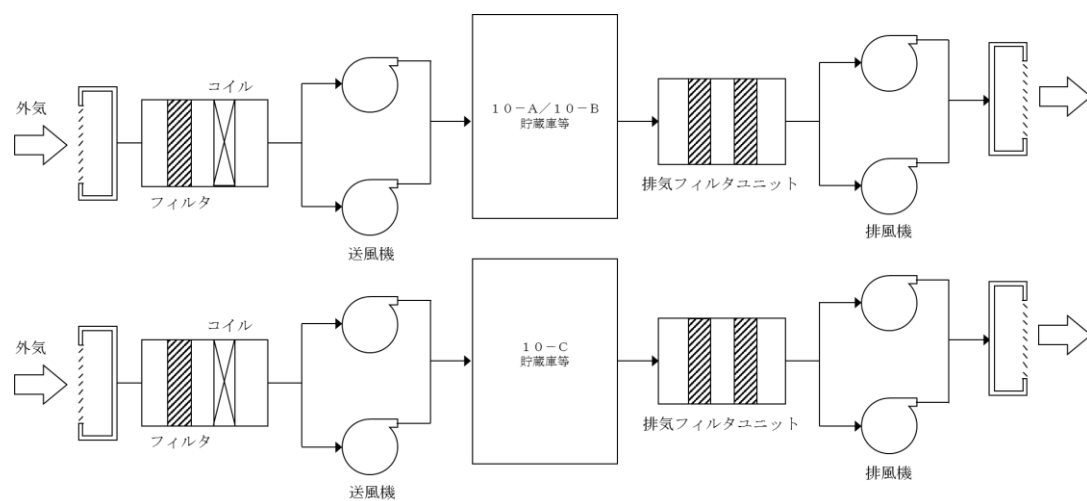 コイル
外気
フィルタ
送風機
10-A/10-B
貯蔵庫等
排気フィルタユニット
排風機
コイル
外気
フィルタ
送風機
10-C
貯蔵庫等
排気フィルタユニット
排風機